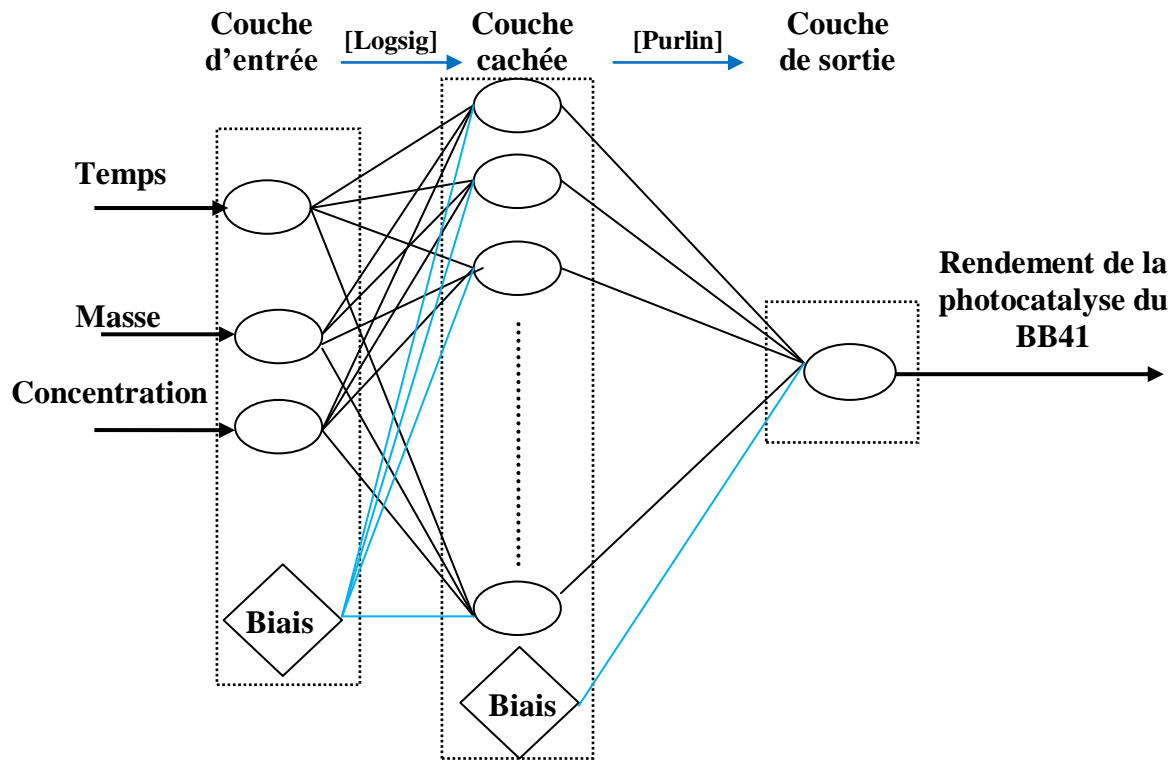 Couche
d’entrée
[Logsig]
Couche
cachée
[Purlin]
Couche
de sortie
Temps
Masse
Concentration
Biais
Biais
Rendement de la
photocatalyse du
BB41